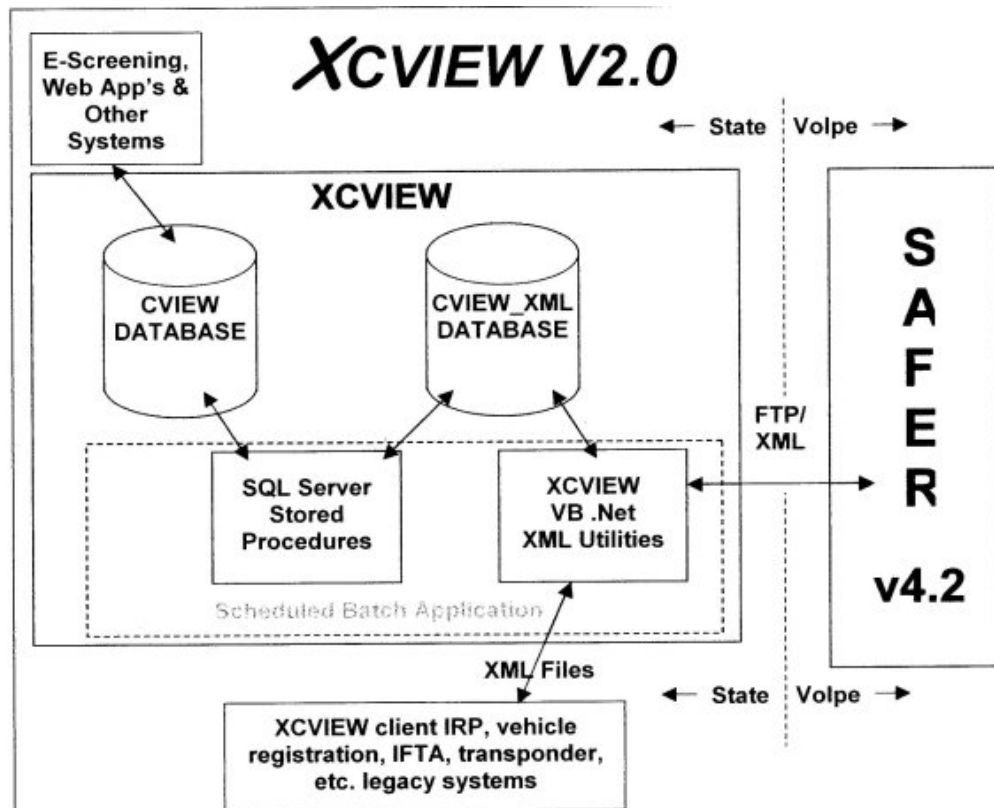 XCVIEW V2.0
E-Screening,
Web App's &
Other
Systems
← State
Volpe →
XCVIEW
CVIEW
DATABASE
CVIEW_XML
DATABASE
SQL Server
Stored
Procedures
XCVIEW
VB .Net
XML Utilities
Scheduled Batch Application
FTP/
XML
S
A
F
E
R
v4.2
XML Files
← State
Volpe →
XCVIEW client IRP, vehicle
registration, IFTA, transponder,
etc. legacy systems